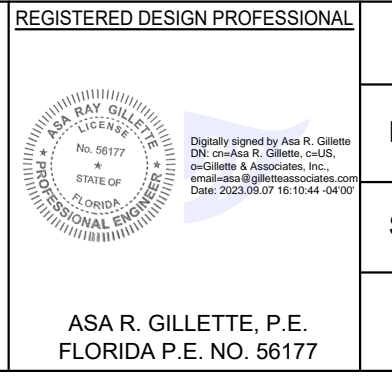 REGISTERED DESIGN PROFESSIONAL
ASA RAY GILLETTE
LICENSE
No. 56177
★
STATE OF
FLORIDA
★ PROFESSIONAL ENGINEER ★
Digitally signed by Asa R. Gillette
DN: cn=Asa R. Gillette, c=US,
o=Gillette & Associates, Inc.,
email=asa@gilletteassociates.com
Date: 2023.09.07 16:10:44 -04'00'
ASA R. GILLETTE, P.E.
FLORIDA P.E. NO. 56177